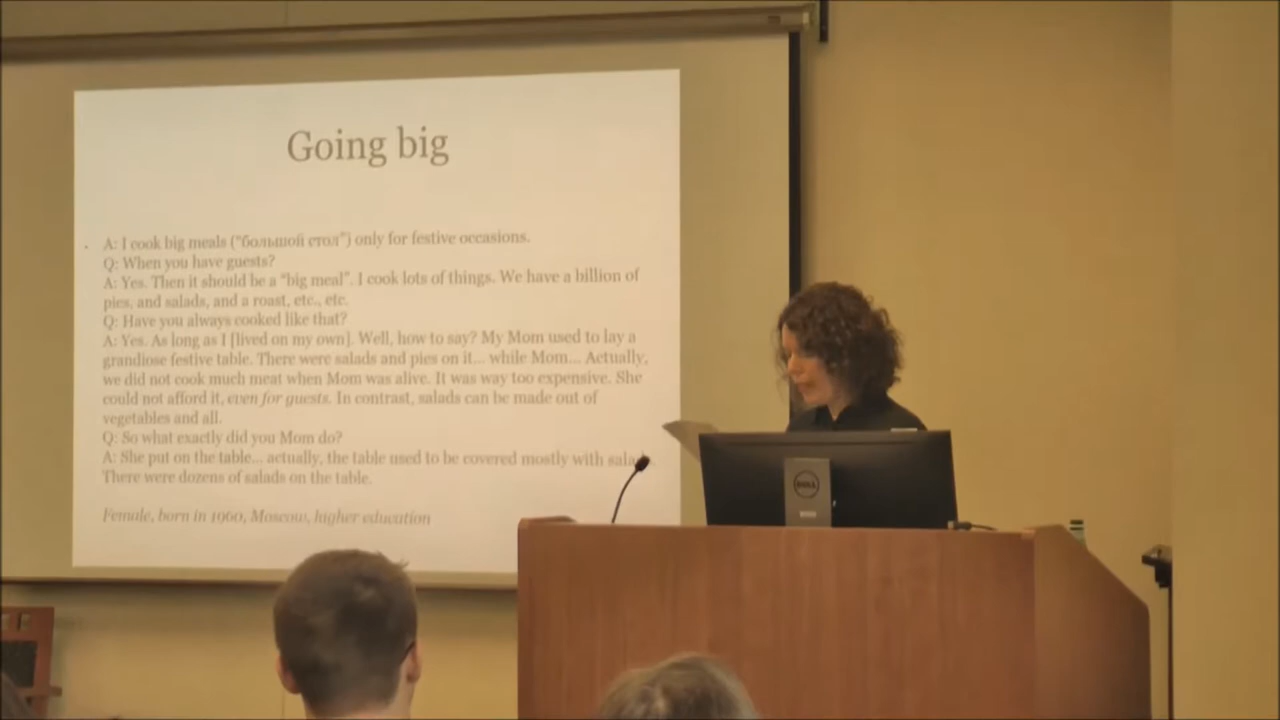 Going big
A: I cook big meals ("большой стол") only for festive occasions.
Q: When you have guests?
A: Yes. Then it should be a "big meal". I cook lots of things. We have a billion of
pies, and salads, and a roast, etc., etc.
Q: Have you always cooked like that?
A: Yes. As long as I [lived on my own]. Well, how to say? My Mom used to lay a
grandiose festive table. There were salads and pies on it... while Mom... Actually,
we did not cook much meat when Mom was alive. It was way too expensive. She
could not afford it, even for guests. In contrast, salads can be made out of
vegetables and all.
Q: So what exactly did you Mom do?
A: She put on the table... actually, the table used to be covered mostly with
There were dozens of salads on the table.
Female, born in 1960, Moscow, higher education
DELL